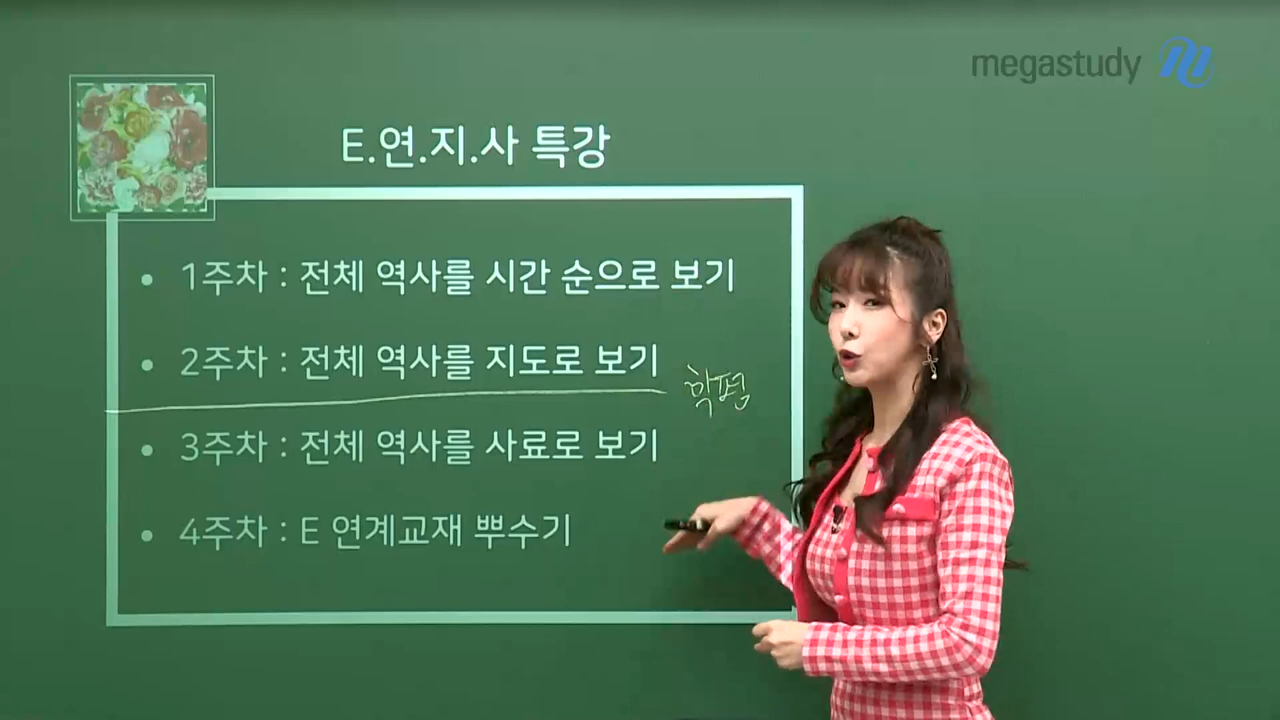 megastudy
E.연.지.사 특강
• 1주차 : 전체 역사를 시간 순으로 보기
• 2주차 : 전체 역사를 지도로 보기
학평
• 3주차 : 전체 역사를 사료로 보기
• 4주차 : E 연계교재 뿌수기